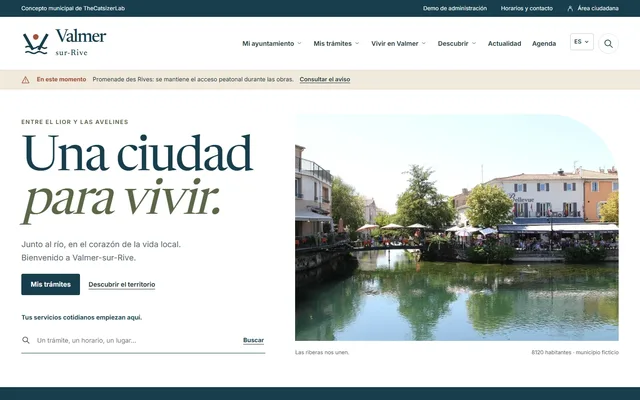 Concepto municipal de TheCatsizerLab
Demo de administración
Horarios y contacto
Área ciudadana
Valmer
sur-Rive
Mi ayuntamiento
Mis trámites
Vivir en Valmer
Descubrir
Actualidad
Agenda
ES
En este momento Promenade des Rives: se mantiene el acceso peatonal durante las obras. Consultar el aviso
ENTRE EL LIOR Y LAS AVELINES
Una ciudad
para vivir.
Junto al río, en el corazón de la vida local.
Bienvenido a Valmer-sur-Rive.
Mis trámites
Descubrir el territorio
Tus servicios cotidianos empiezan aquí.
Un trámite, un horario, un lugar...
Buscar
Bellevue
Las riberas nos unen.
8120 habitantes · municipio ficticio